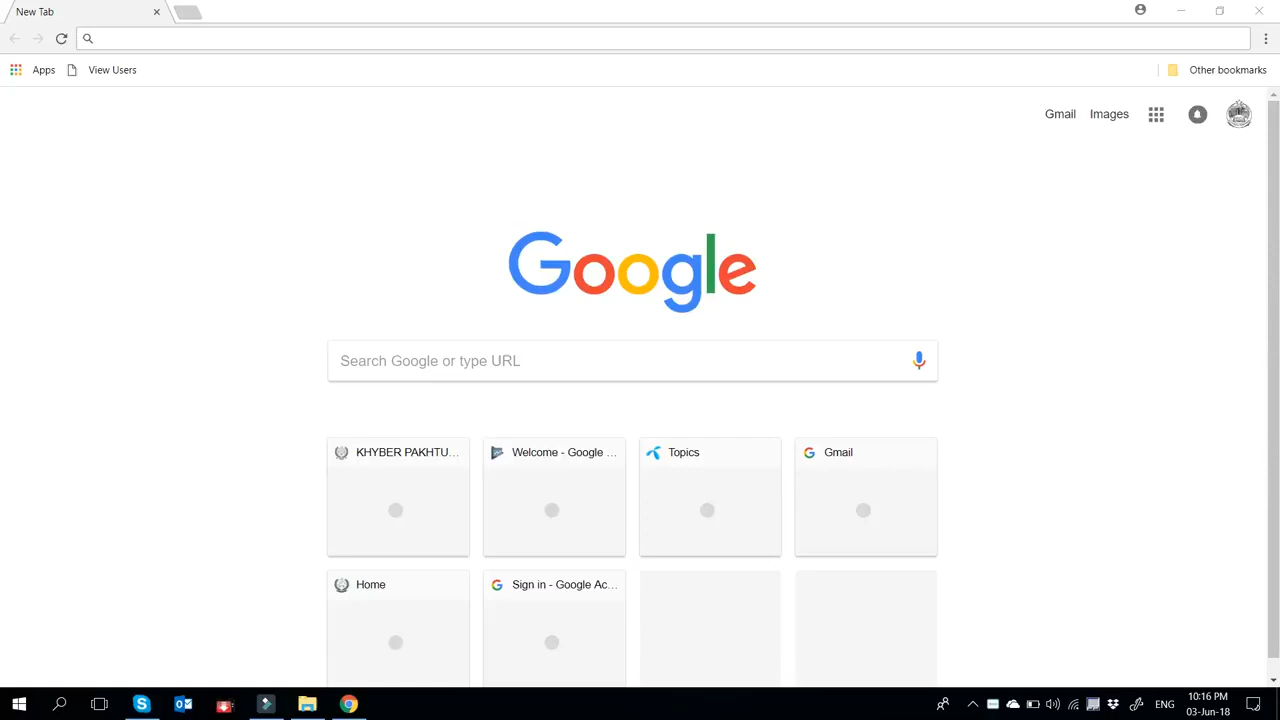 New Tab
Apps
View Users
Other bookmarks
Gmail
Images
Google
Search Google or type URL
KHYBER PAKHTU...
Welcome - Google ...
Topics
Gmail
Home
Sign in - Google Ac...
ENG
10:16 PM
03-Jun-18